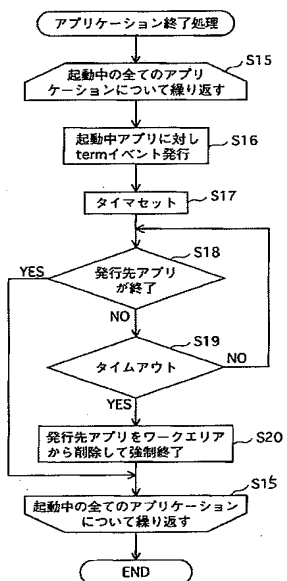 アプリケーション終了処理
S15
起動中の全てのアプリ
ケーションについて繰り返す
起動中アプリに対し
termイベント発行
S16
タイマセット
S17
S18
YES
発行先アプリ
が終了
NO
S19
タイムアウト
NO
YES
発行先アプリをワークエリア
から削除して強制終了
S20
S15
起動中の全てのアプリケーション
について繰り返す
END